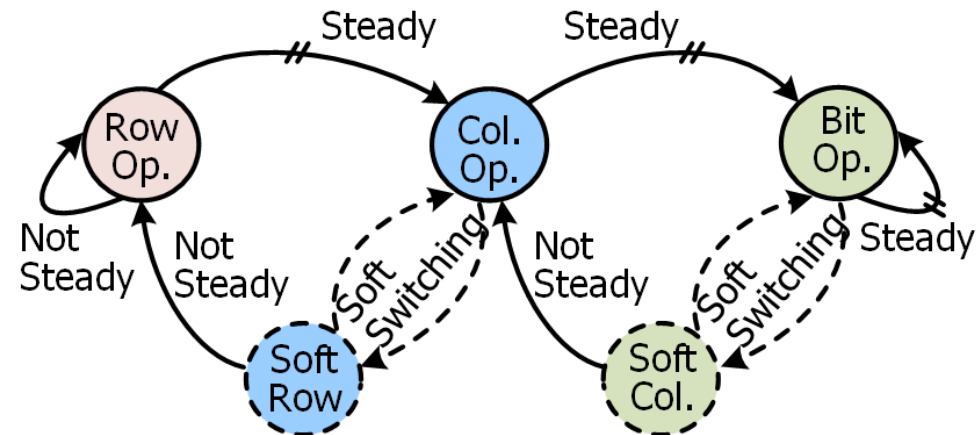 Steady
Steady
Row
Op.
Col.
Op.
Bit
Op.
Not
Steady
Not
Steady
Soft
Switching
Not
Steady
Soft
Switching
Steady
Soft
Row
Soft
Col.